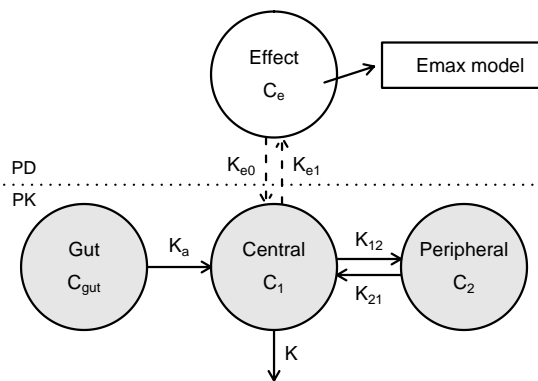 Effect
Ce
Emax model
Ke0
Ke1
PD
PK
Gut
Cgut
Ka
Central
C1
K12
K21
Peripheral
C2
K